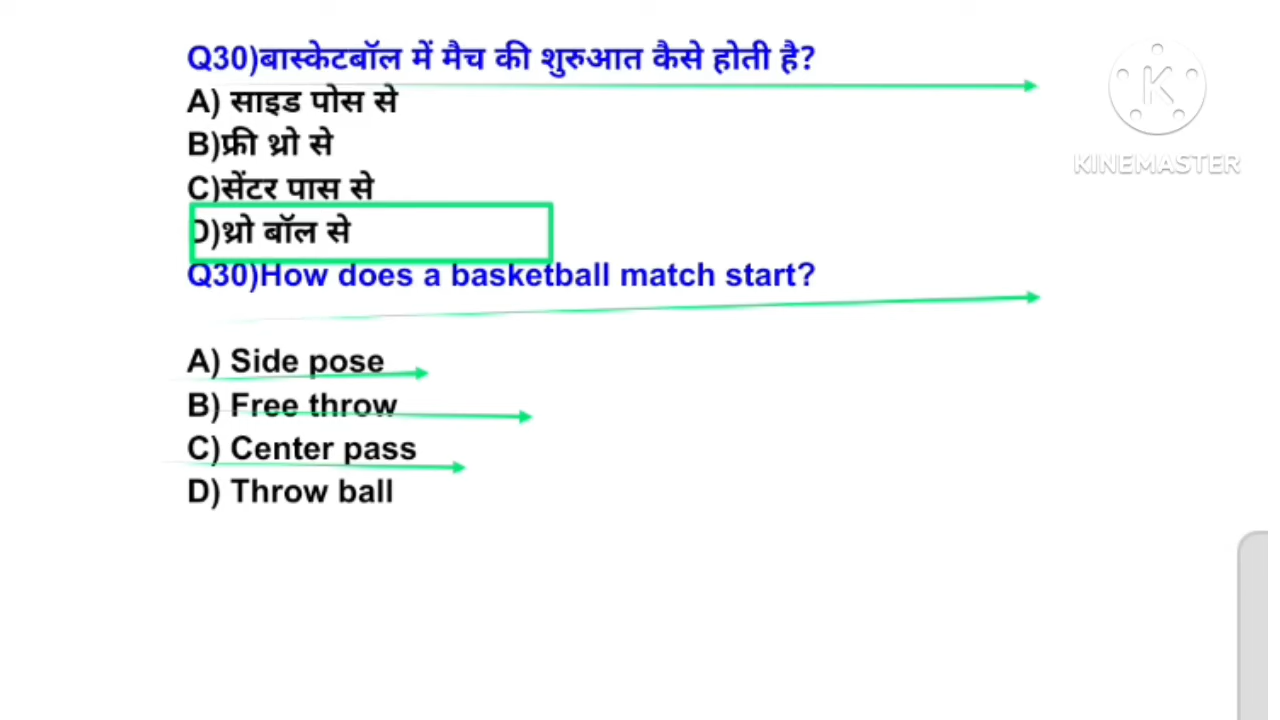 Q30)बास्केटबॉल में मैच की शुरुआत कैसे होती है?
A) साइड पोस से
B)फ्री थ्रो से
C)सेंटर पास से
D)थ्रो बॉल से
Q30)How does a basketball match start?
A) Side pose
B) Free throw
C) Center pass
D) Throw ball
K
KINEMASTER